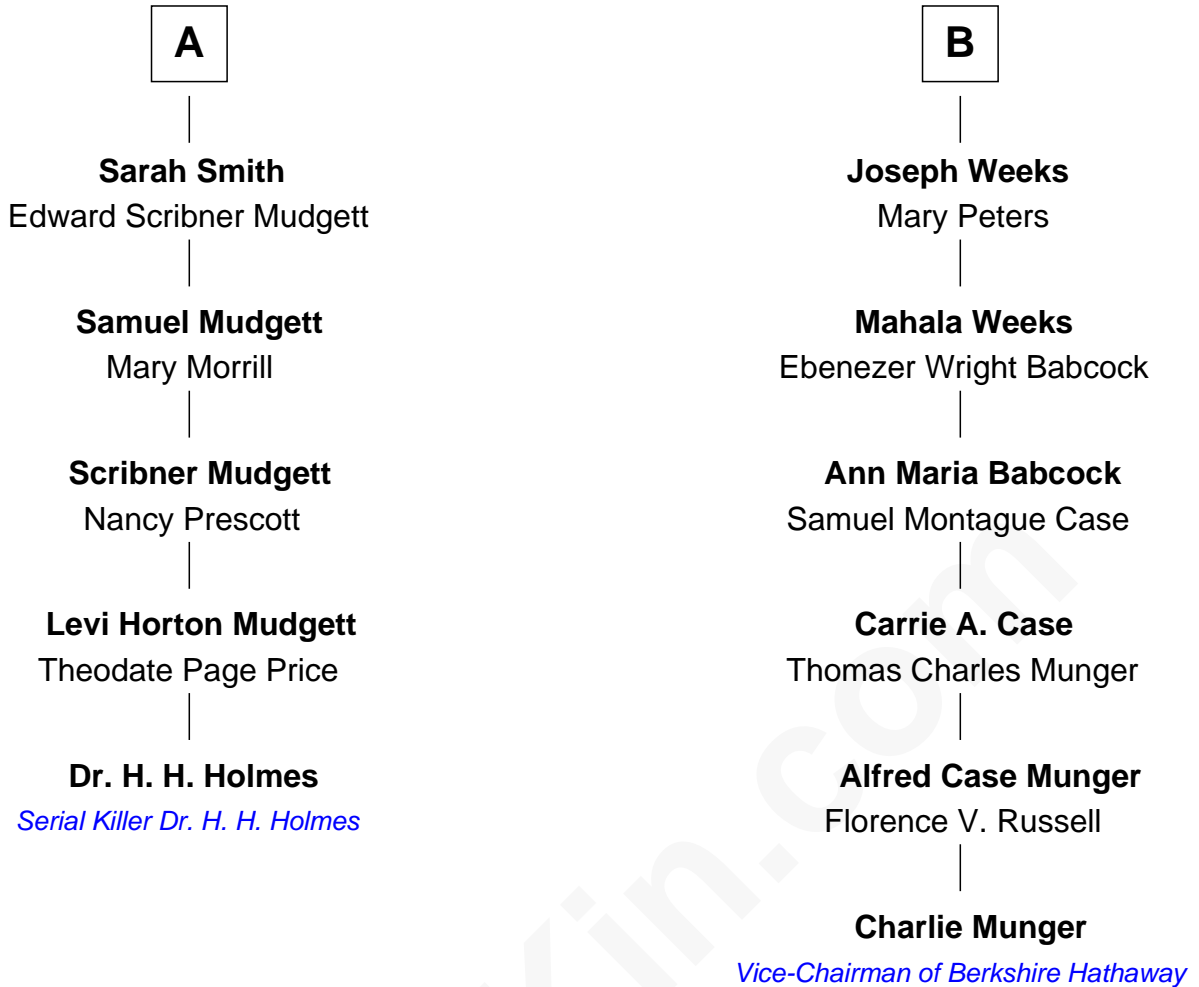 A
Sarah Smith
Edward Scribner Mudgett
Samuel Mudgett
Mary Morrill
Scribner Mudgett
Nancy Prescott
Levi Horton Mudgett
Theodate Page Price
Dr. H. H. Holmes
Serial Killer Dr. H. H. Holmes
B
Joseph Weeks
Mary Peters
Mahala Weeks
Ebenezer Wright Babcock
Ann Maria Babcock
Samuel Montague Case
Carrie A. Case
Thomas Charles Munger
Alfred Case Munger
Florence V. Russell
Charlie Munger
Vice-Chairman of Berkshire Hathaway
Kin.com